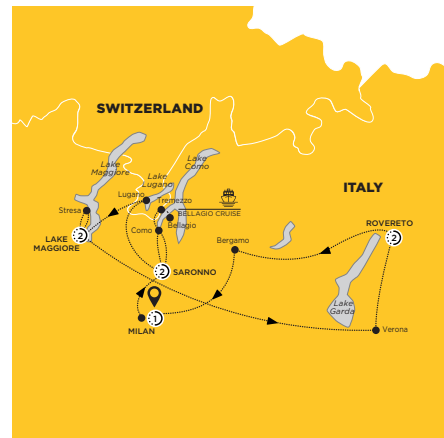 SWITZERLAND
Lake
Maggiore
Lake
Lugano
Lake
Como
ITALY
Lugano
Tremezzo
BELLAGIO CRUISE
Stresa
Bellagio
Como
LAKE
MAGGIORE
2
ROVERETO
2
Bergamo
2
SARONNO
Lake
Garda
1
MILAN
Verona